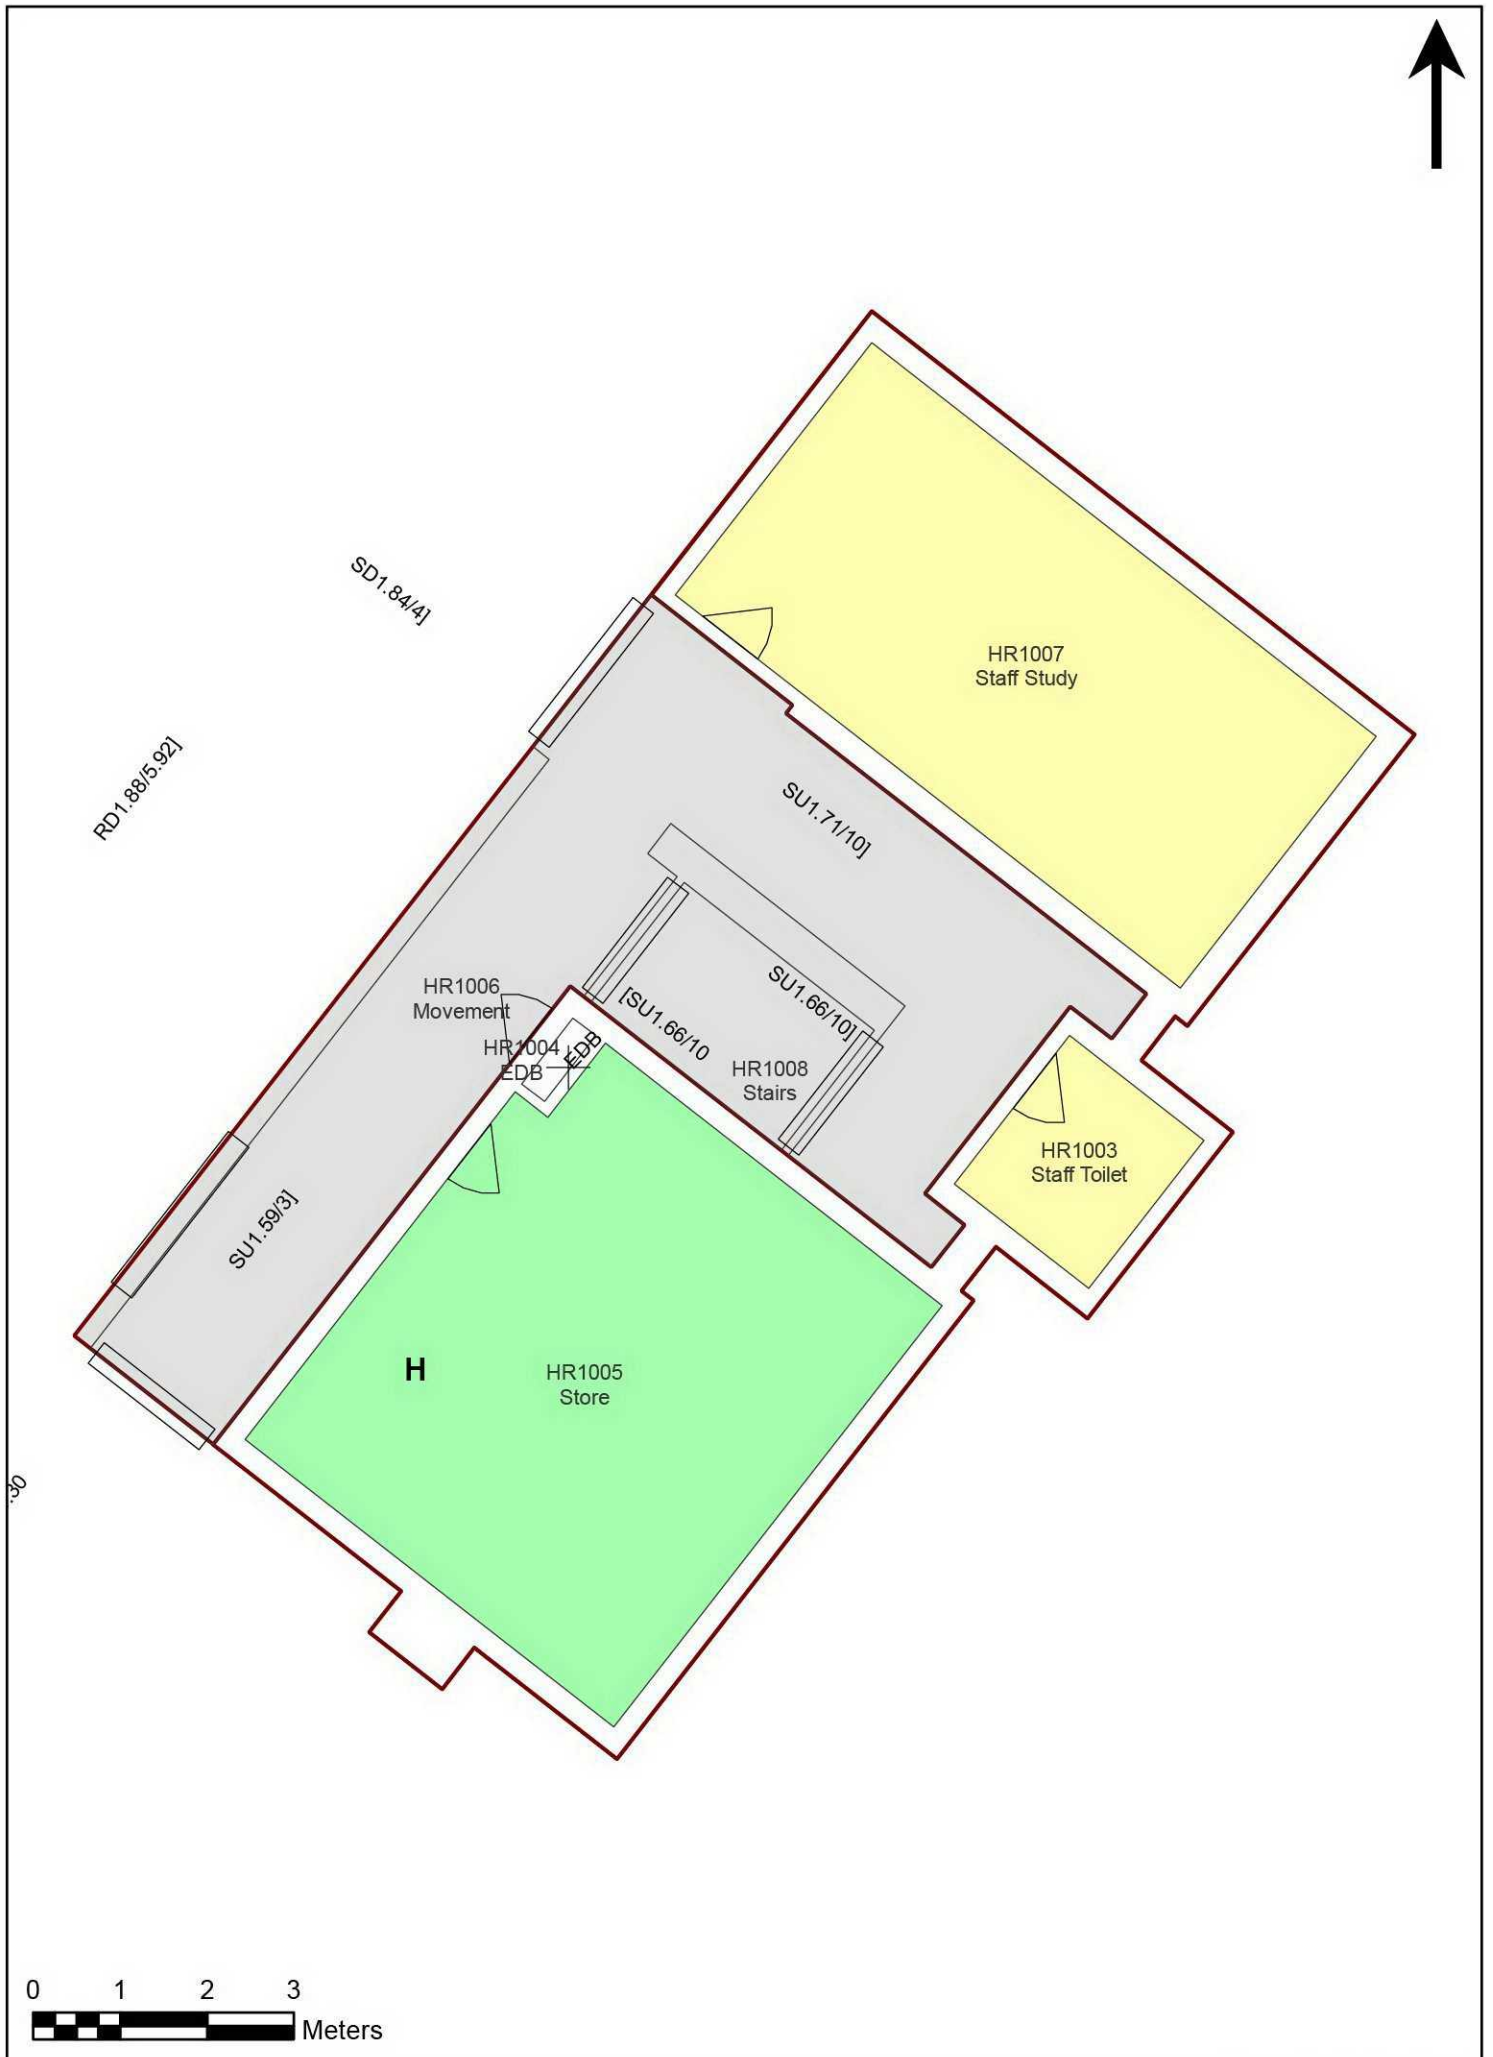 SD1.84/4]
RD1.88/5.92]
HR1007
Staff Study
SU1.71/10]
SU1.66/10]
[SU1.66/10
HR1006
Movement
HR1004
EDB
EDB
HR1008
Stairs
HR1003
Staff Toilet
SU1.59/3]
H
HR1005
Store
.30
0 1 2 3
Meters